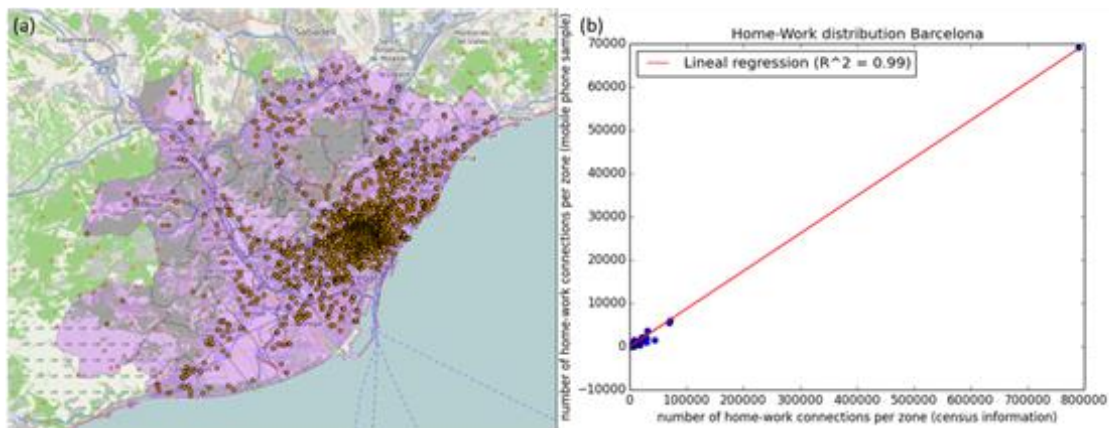 (a)
Sabadell
(b)
Home-Work distribution Barcelona
Lineal regression (R^2 = 0.99)
number of home-work connections per zone (mobile phone sample)
70000
60000
50000
40000
30000
20000
10000
0
−10000
0 100000 200000 300000 400000 500000 600000 700000 800000
number of home-work connections per zone (census information)